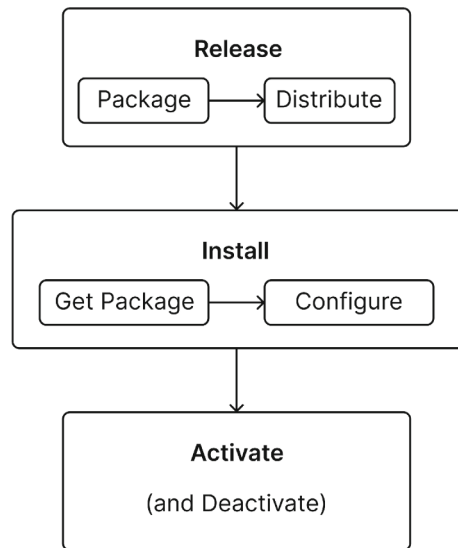 Release
Package
Distribute
Install
Get Package
Configure
Activate
(and Deactivate)